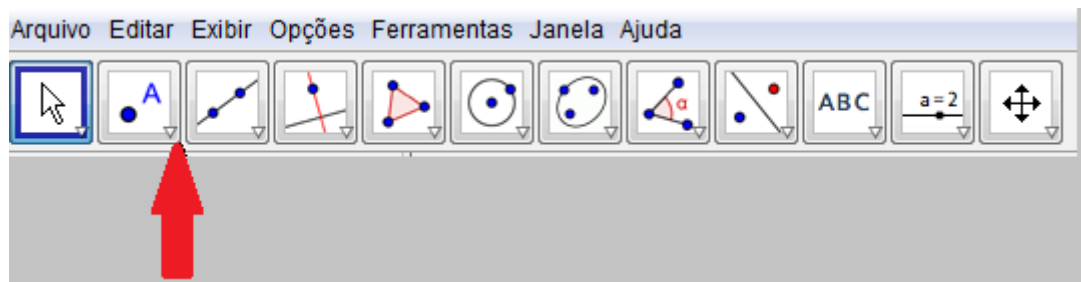 Arquivo Editar Exibir Opções Ferramentas Janela Ajuda
A α ABC a=2